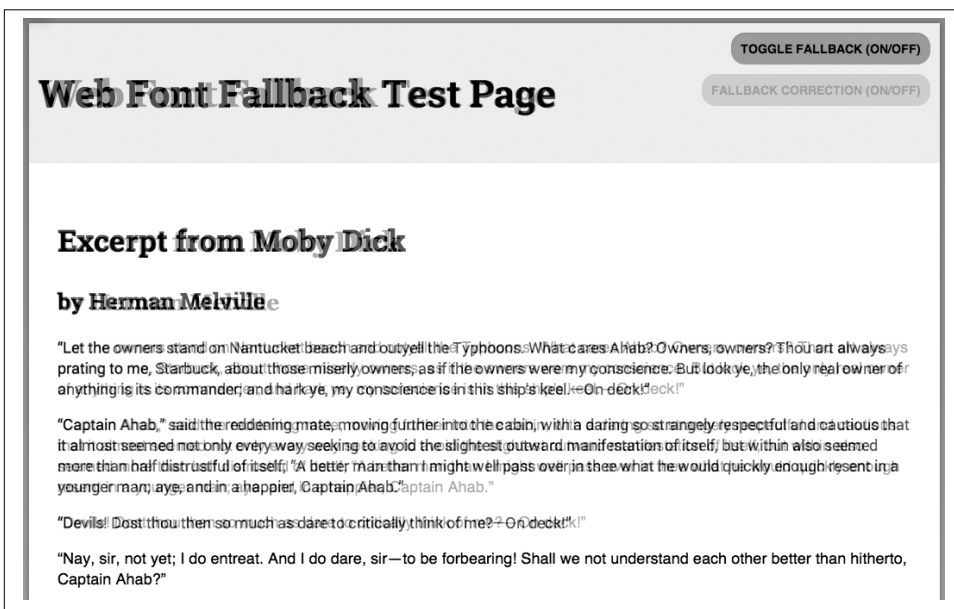 TOGGLE FALLBACK (ON/OFF)
Web Font Fallback Test Page
FALLBACK CORRECTION (ON/OFF)
Excerpt from Moby Dick
by Herman Melville
“Let the owners stand on Nantucket beach and outyell the Typhoons. What cares Ahab? Owners, owners? Thou art always
prating to me, Starbuck, about those miserly owners, as if the owners were my conscience. But look ye, the only real owner of
anything is its commander; and hark ye, my conscience is in this ship’s keel.—On deck!”
“Captain Ahab,” said the reddening mate, moving further into the cabin, with a daring so strangely respectful and cautious that
it almost seemed not only every way seeking to avoid the slightest outward manifestation of itself, but within also seemed
more than half distrustful of itself; “A better man than I might well pass over in thee what he would quickly enough resent in a
younger man; aye, and in a happier, Captain Ahab.”
“Devils! Dost thou then so much as dare to critically think of me?—On deck!”
“Nay, sir, not yet; I do entreat. And I do dare, sir—to be forbearing! Shall we not understand each other better than hitherto,
Captain Ahab?”